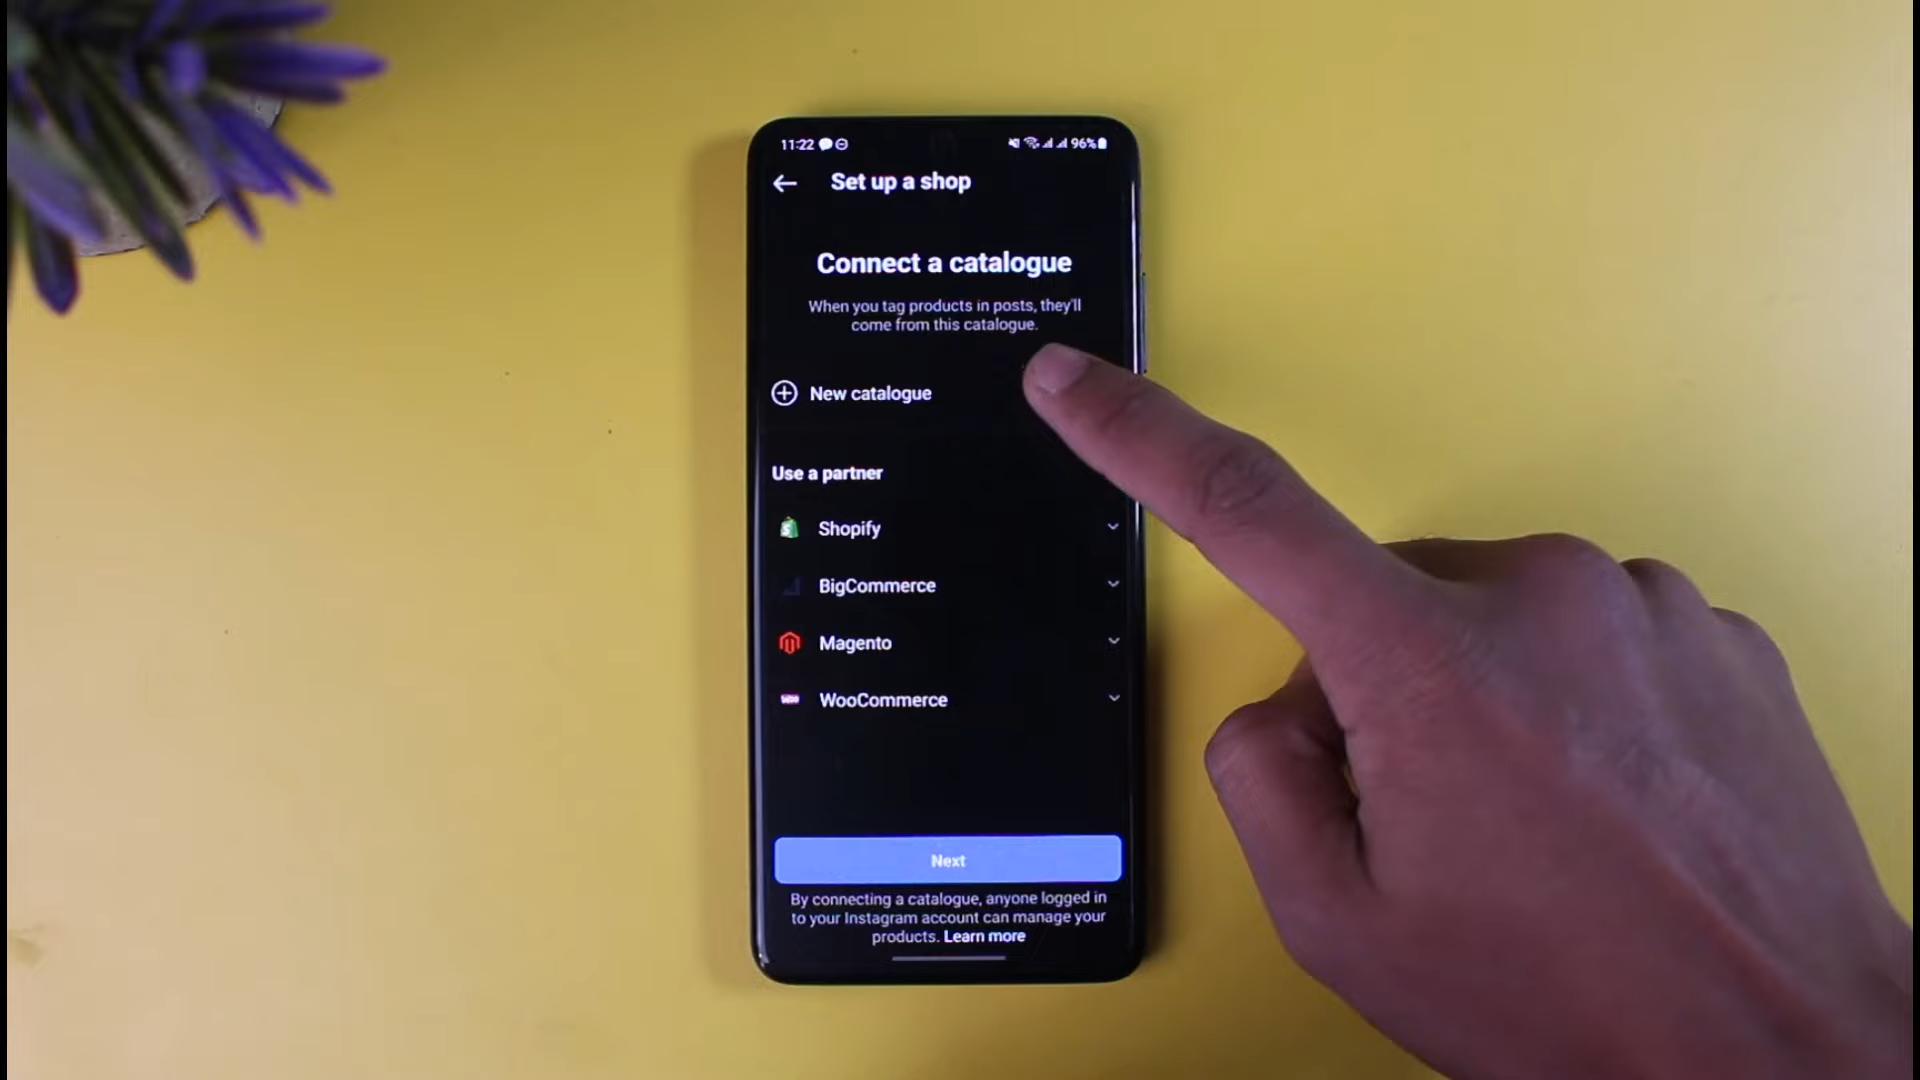 11:22 96%
Set up a shop
Connect a catalogue
When you tag products in posts, they'll
come from this catalogue.
New catalogue
Use a partner
Shopify
BigCommerce
Magento
WOO WooCommerce
Next
By connecting a catalogue, anyone logged in
to your Instagram account can manage your
products. Learn more